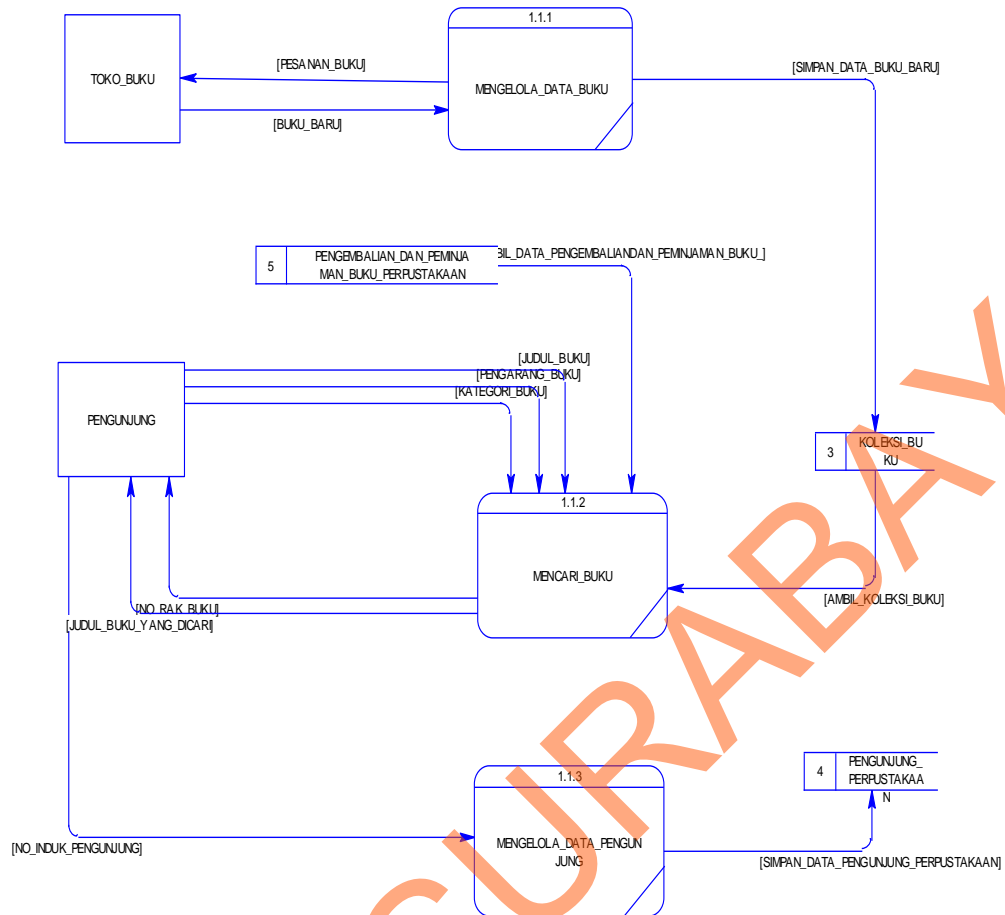 1.1.1
TOKO_BUKU
[PESANAN_BUKU]
MENGELOLA_DATA_BUKU
[SIMPAN_DATA_BUKU_BARU]
[BUKU_BARU]
5
PENGEMBALIAN_DAN_PEMINJA
MAN_BUKU_PERPUSTAKAAN
BIL_DATA_PENGEMBALIANDAN_PEMINJAMAN_BUKU_]
[JUDUL_BUKU]
[PENGARANG_BUKU]
[KATEGORI_BUKU]
PENGUNJUNG
3
KOLEKSI_BU
KU
1.1.2
MENCARI_BUKU
[AMBIL_KOLEKSI_BUKU]
[NO_RAK_BUKU]
[JUDUL_BUKU_YANG_DICARI]
4
PENGUNJUNG_
PERPUSTAKAA
N
1.1.3
MENGELOLA_DATA_PENGUN
JUNG
[NO_INDUK_PENGUNJUNG]
[SIMPAN_DATA_PENGUNJUNG_PERPUSTAKAAN]
SURABAY